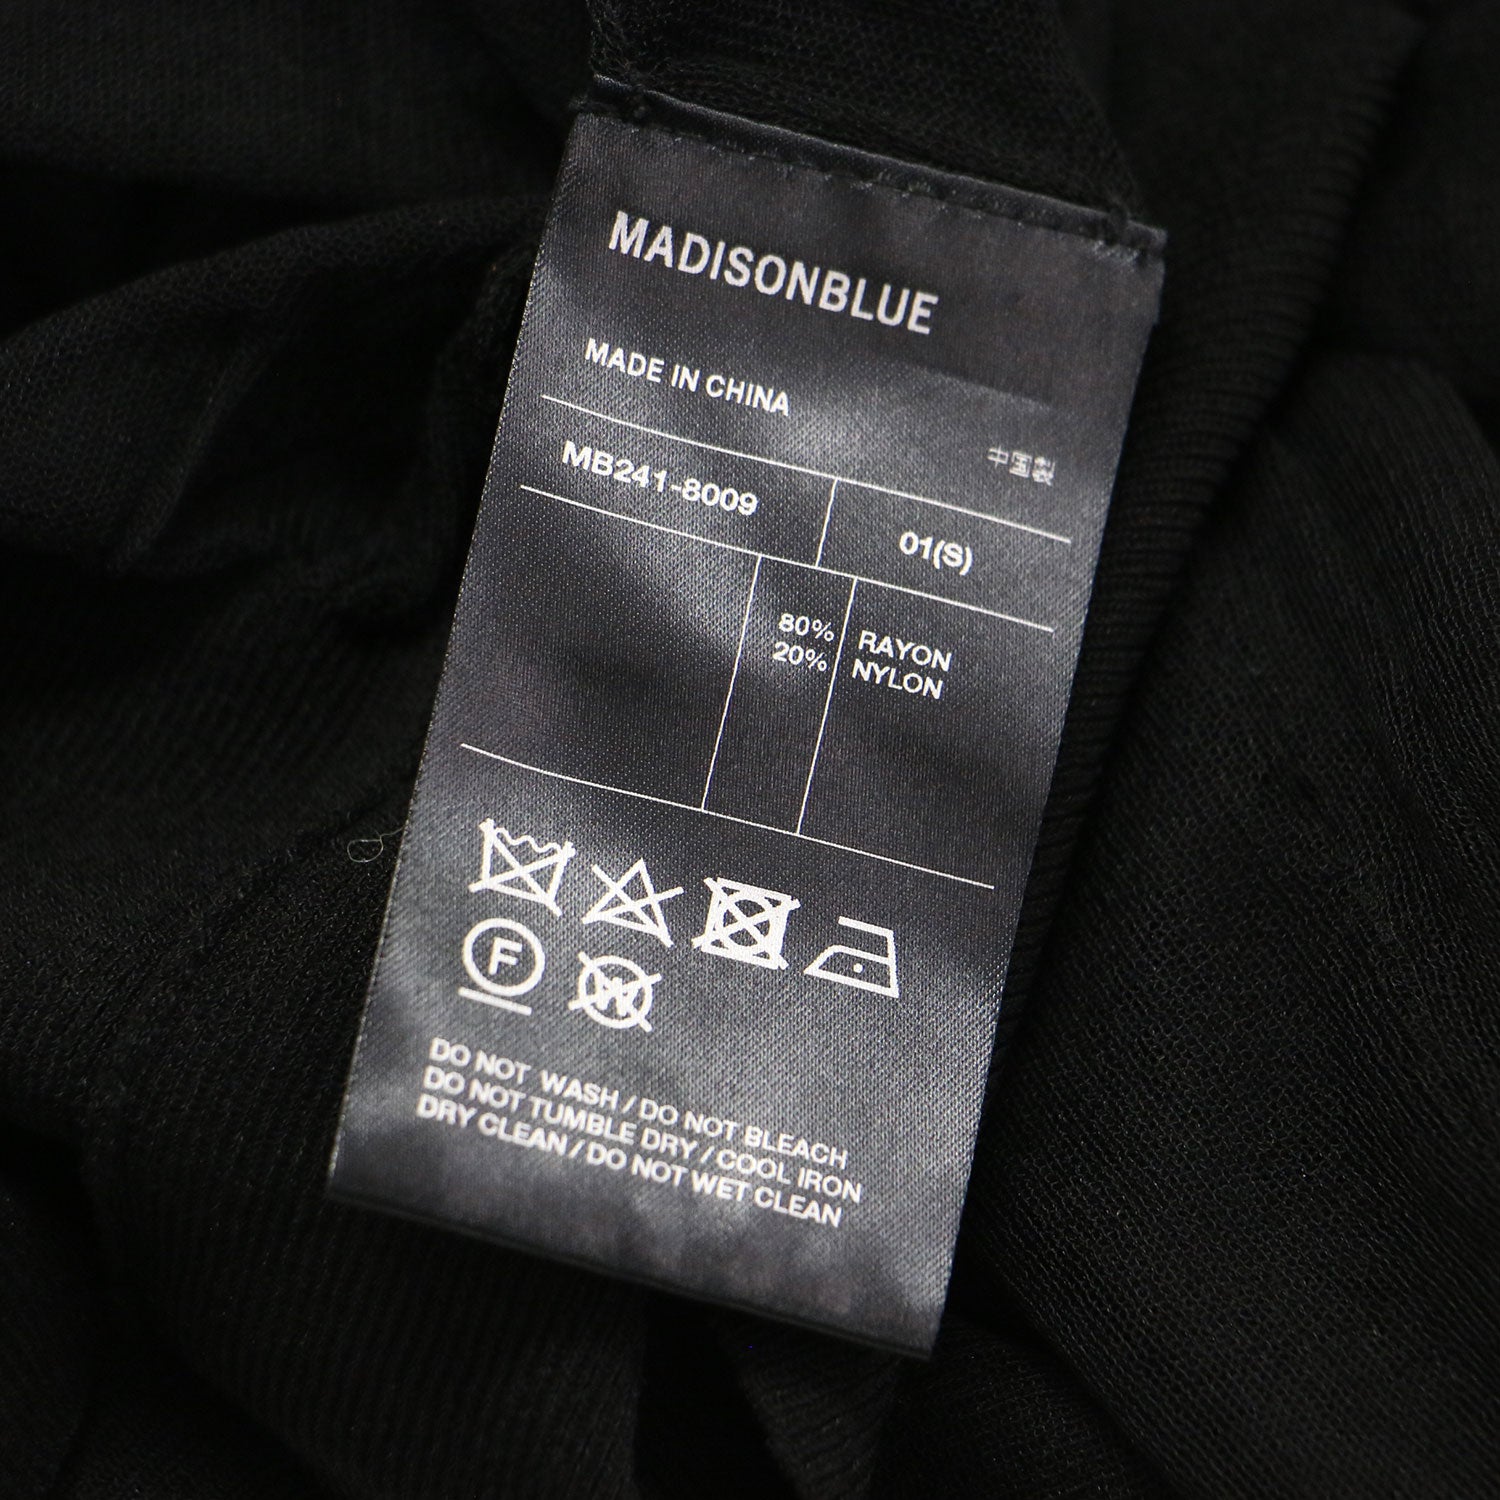 MADISONBLUE
MADE IN CHINA
中国製
MB241-8009 01(S)
80% RAYON
20% NYLON
F
W
DO NOT WASH / DO NOT BLEACH
DO NOT TUMBLE DRY / COOL IRON
DRY CLEAN / DO NOT WET CLEAN